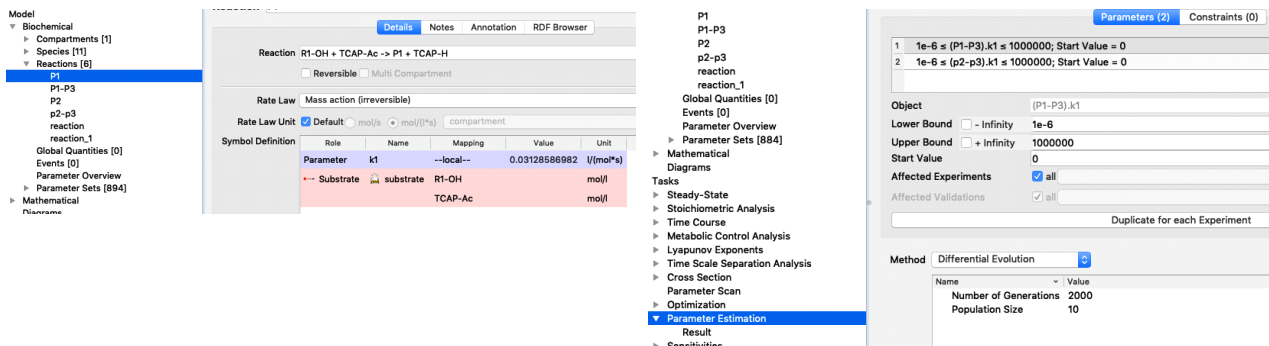 Model
Biochemical
Compartments [1]
Species [11]
Reactions [6]
P1
P1-P3
P2
p2-p3
reaction
reaction_1
Global Quantities [0]
Events [0]
Parameter Overview
Parameter Sets [894]
Mathematical
Diagrams
Details Notes Annotation RDF Browser
Reaction R1-OH + TCAP-Ac -> P1 + TCAP-H
Reversible Multi Compartment
Rate Law Mass action (irreversible)
Rate Law Unit Default mol/s mol/(l*s) compartment
Symbol Definition Role Name Mapping Value Unit
Parameter k1 --local-- 0.03128586982 l/(mol*s)
Substrate substrate R1-OH mol/l
TCAP-Ac mol/l
P1
P1-P3
P2
p2-p3
reaction
reaction_1
Global Quantities [0]
Events [0]
Parameter Overview
Parameter Sets [884]
Mathematical
Diagrams
Tasks
Steady-State
Stoichiometric Analysis
Time Course
Metabolic Control Analysis
Lyapunov Exponents
Time Scale Separation Analysis
Cross Section
Parameter Scan
Optimization
Parameter Estimation
Result
Sensitivities
Parameters (2) Constraints (0)
1 1e-6 ≤ (P1-P3).k1 ≤ 1000000; Start Value = 0
2 1e-6 ≤ (p2-p3).k1 ≤ 1000000; Start Value = 0
Object (P1-P3).k1
Lower Bound - Infinity 1e-6
Upper Bound + Infinity 1000000
Start Value 0
Affected Experiments all
Affected Validations all
Duplicate for each Experiment
Method Differential Evolution
Name Value
Number of Generations 2000
Population Size 10